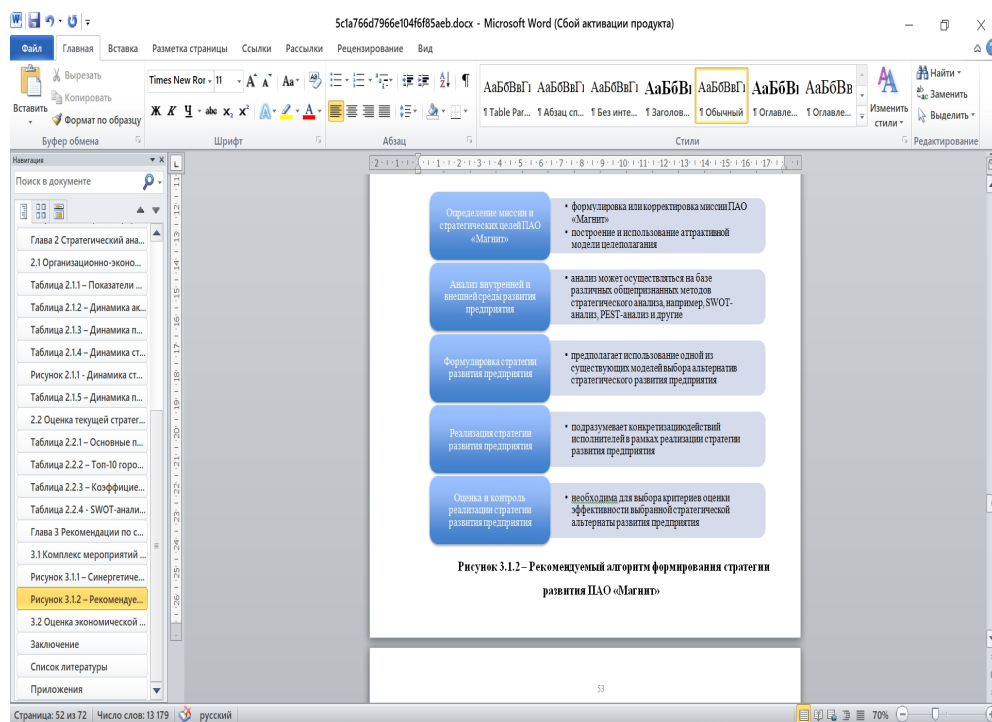 5c1a766d7966e104f6f85aeb.docx - Microsoft Word (Сбой активации продукта)
Файл Главная Вставка Разметка страницы Ссылки Рассылки Рецензирование Вид
Вставить
Вырезать
Копировать
Формат по образцу
Буфер обмена
Times New Ror 11
Ж К Ч abc x₂ x²
Шрифт
Абзац
АаБбВвГг АаБбВвГг АаБбВвГг АаБбВ АаБбВвГг АаБбВвГ АаБбВв
¶ Table Par... ¶ Абзац сп... ¶ Без инте... ¶ Заголов... ¶ Обычный ¶ Оглавле... ¶ Оглавле...
Стили
Изменить
стили
Найти
Заменить
Выделить
Редактирование
Навигация
Поиск в документе
Глава 2 Стратегический ана...
2.1 Организационно-эконо...
Таблица 2.1.1 – Показатели ...
Таблица 2.1.2 – Динамика ак...
Таблица 2.1.3 – Динамика п...
Таблица 2.1.4 – Динамика ст...
Рисунок 2.1.1 - Динамика ст...
Таблица 2.1.5 – Динамика п...
2.2 Оценка текущей стратег...
Таблица 2.2.1 – Основные п...
Таблица 2.2.2 – Топ-10 горо...
Таблица 2.2.3 – Коэффицие...
Таблица 2.2.4 - SWOT-анали...
Глава 3 Рекомендации по с...
3.1 Комплекс мероприятий ...
Рисунок 3.1.1 – Синергетиче...
Рисунок 3.1.2 – Рекомендуе...
3.2 Оценка экономической ...
Заключение
Список литературы
Приложения
Определение миссии и
стратегических целей ПАО
«Магнит»
• формулировка или корректировка миссии ПАО
«Магнит»
• построение и использование аттрактивной
модели целеполагания
Анализ внутренней и
внешней среды развития
предприятия
• анализ может осуществляться на базе
различных общепризнанных методов
стратегического анализа, например, SWOT-
анализ, PEST-анализ и другие
Формулировка стратегии
развития предприятия
• предполагает использование одной из
существующих моделей выбора альтернатив
стратегического развития предприятия
Реализация стратегии
развития предприятия
• подразумевает конкретизациюдействий
исполнителей в рамках реализации стратегии
развития предприятия
Оценка и контроль
реализации стратегии
развития предприятия
• необходима для выбора критериев оценки
эффективности выбранной стратегической
альтернаты развития предприятия
Рисунок 3.1.2 – Рекомендуемый алгоритм формирования стратегии
развития ПАО «Магнит»
53
Страница: 52 из 72 Число слов: 13 179 русский
70%